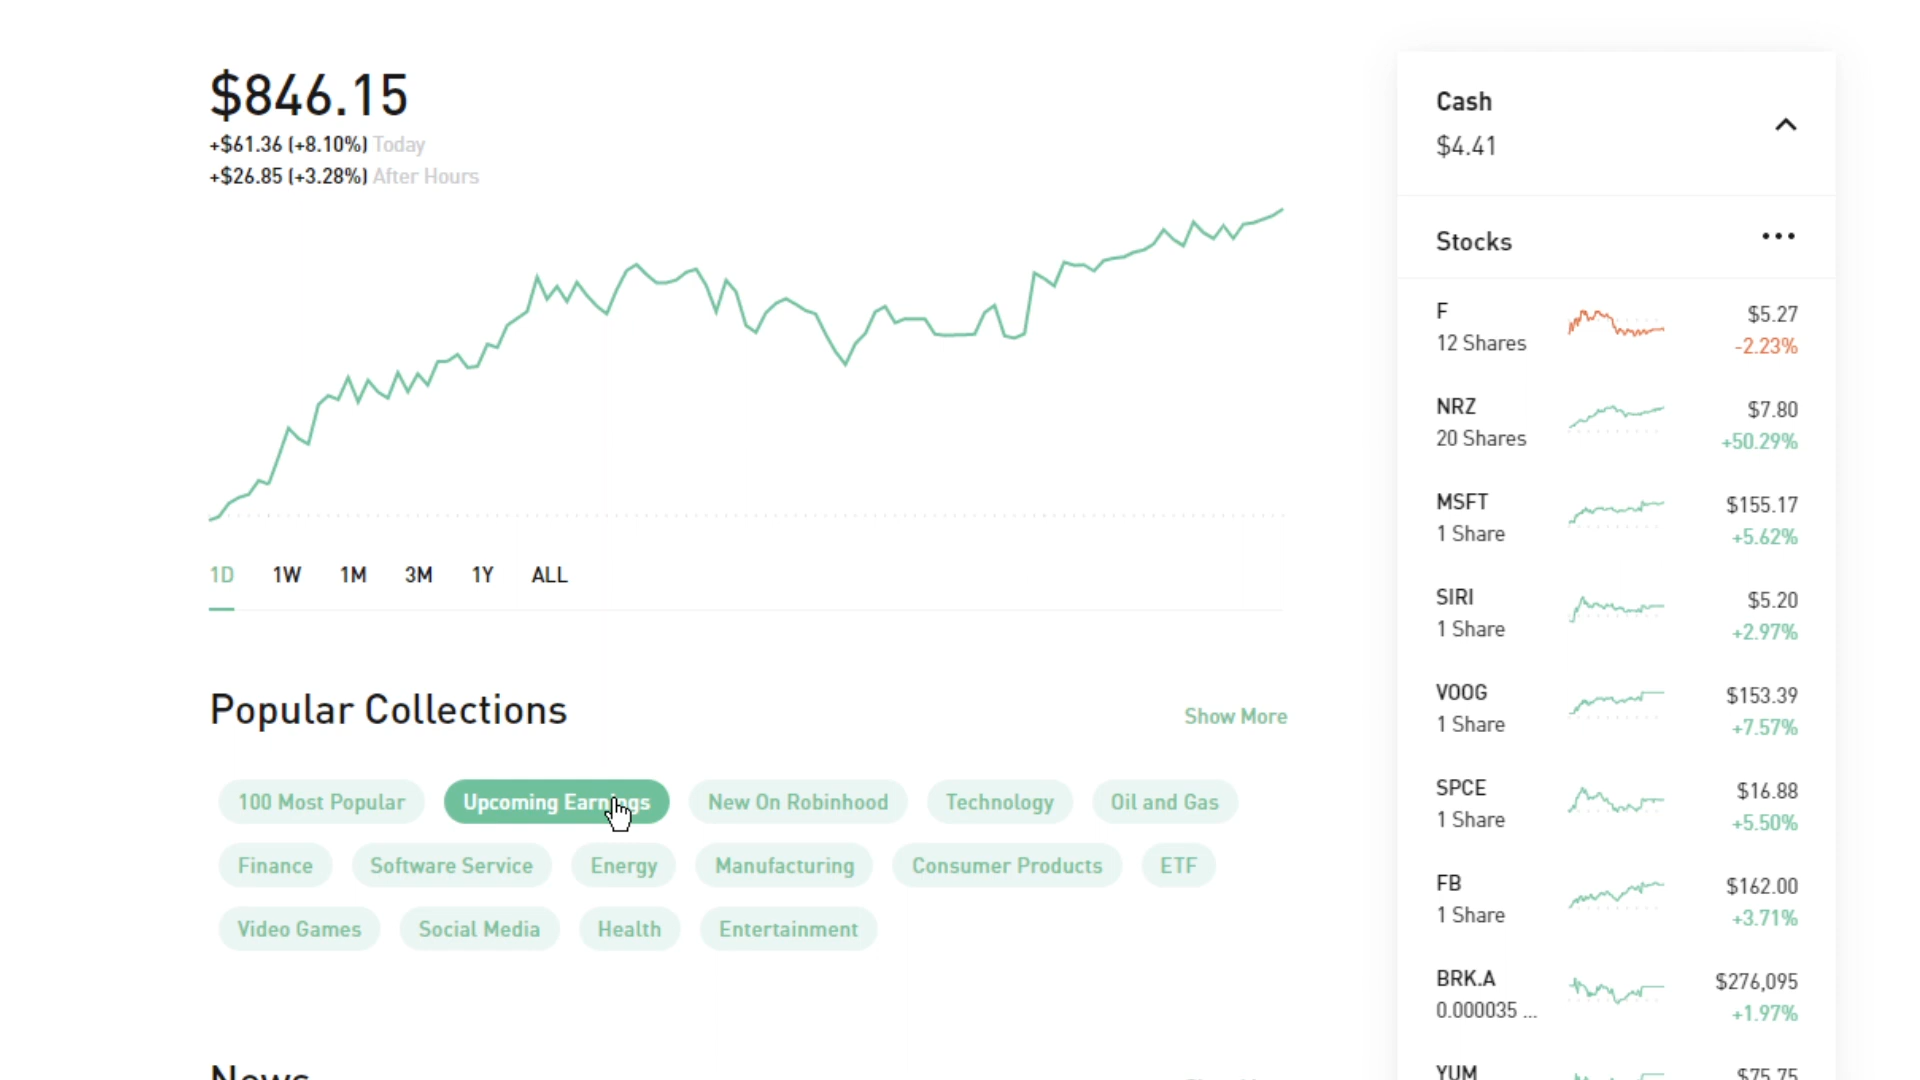 $846.15
+$61.36 (+8.10%) Today
+$26.85 (+3.28%) After Hours
1D 1W 1M 3M 1Y ALL
Popular Collections
Show More
100 Most Popular Upcoming Earnings New On Robinhood Technology Oil and Gas
Finance Software Service Energy Manufacturing Consumer Products ETF
Video Games Social Media Health Entertainment
News
Cash
$4.41
Stocks
F $5.27
12 Shares -2.23%
NRZ $7.80
20 Shares +50.29%
MSFT $155.17
1 Share +5.62%
SIRI $5.20
1 Share +2.97%
VOOG $153.39
1 Share +7.57%
SPCE $16.88
1 Share +5.50%
FB $162.00
1 Share +3.71%
BRK.A $276,095
0.000035 ... +1.97%
YUM $75.75